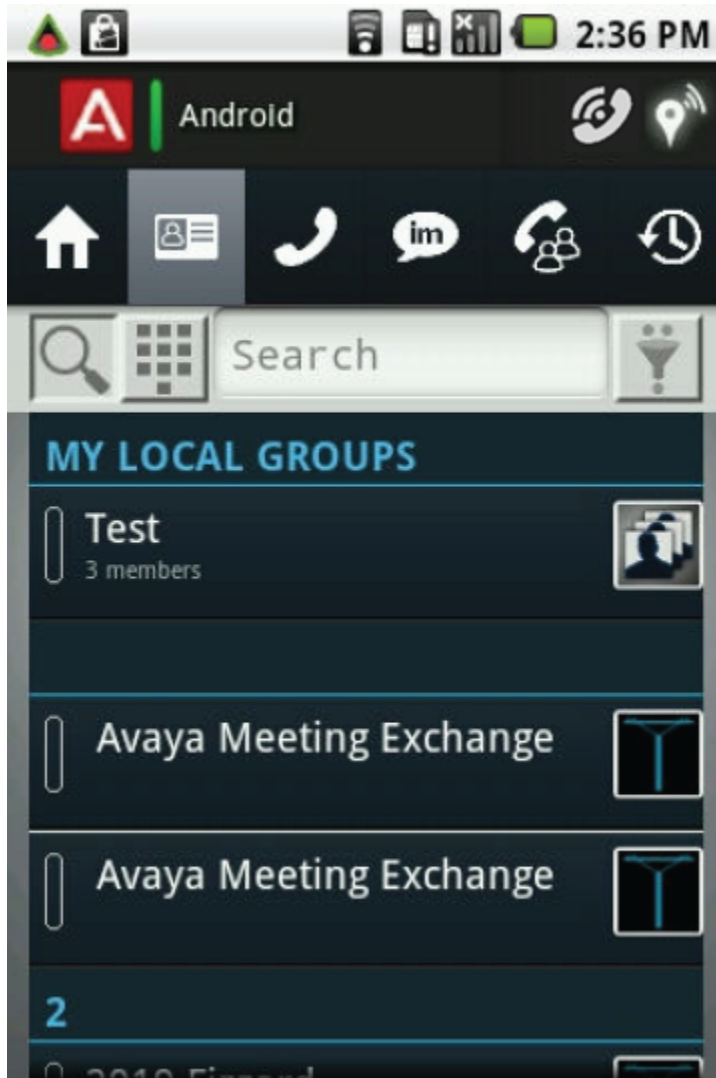 2:36 PM
Android
im
Search
MY LOCAL GROUPS
Test
3 members
Avaya Meeting Exchange
Avaya Meeting Exchange
2